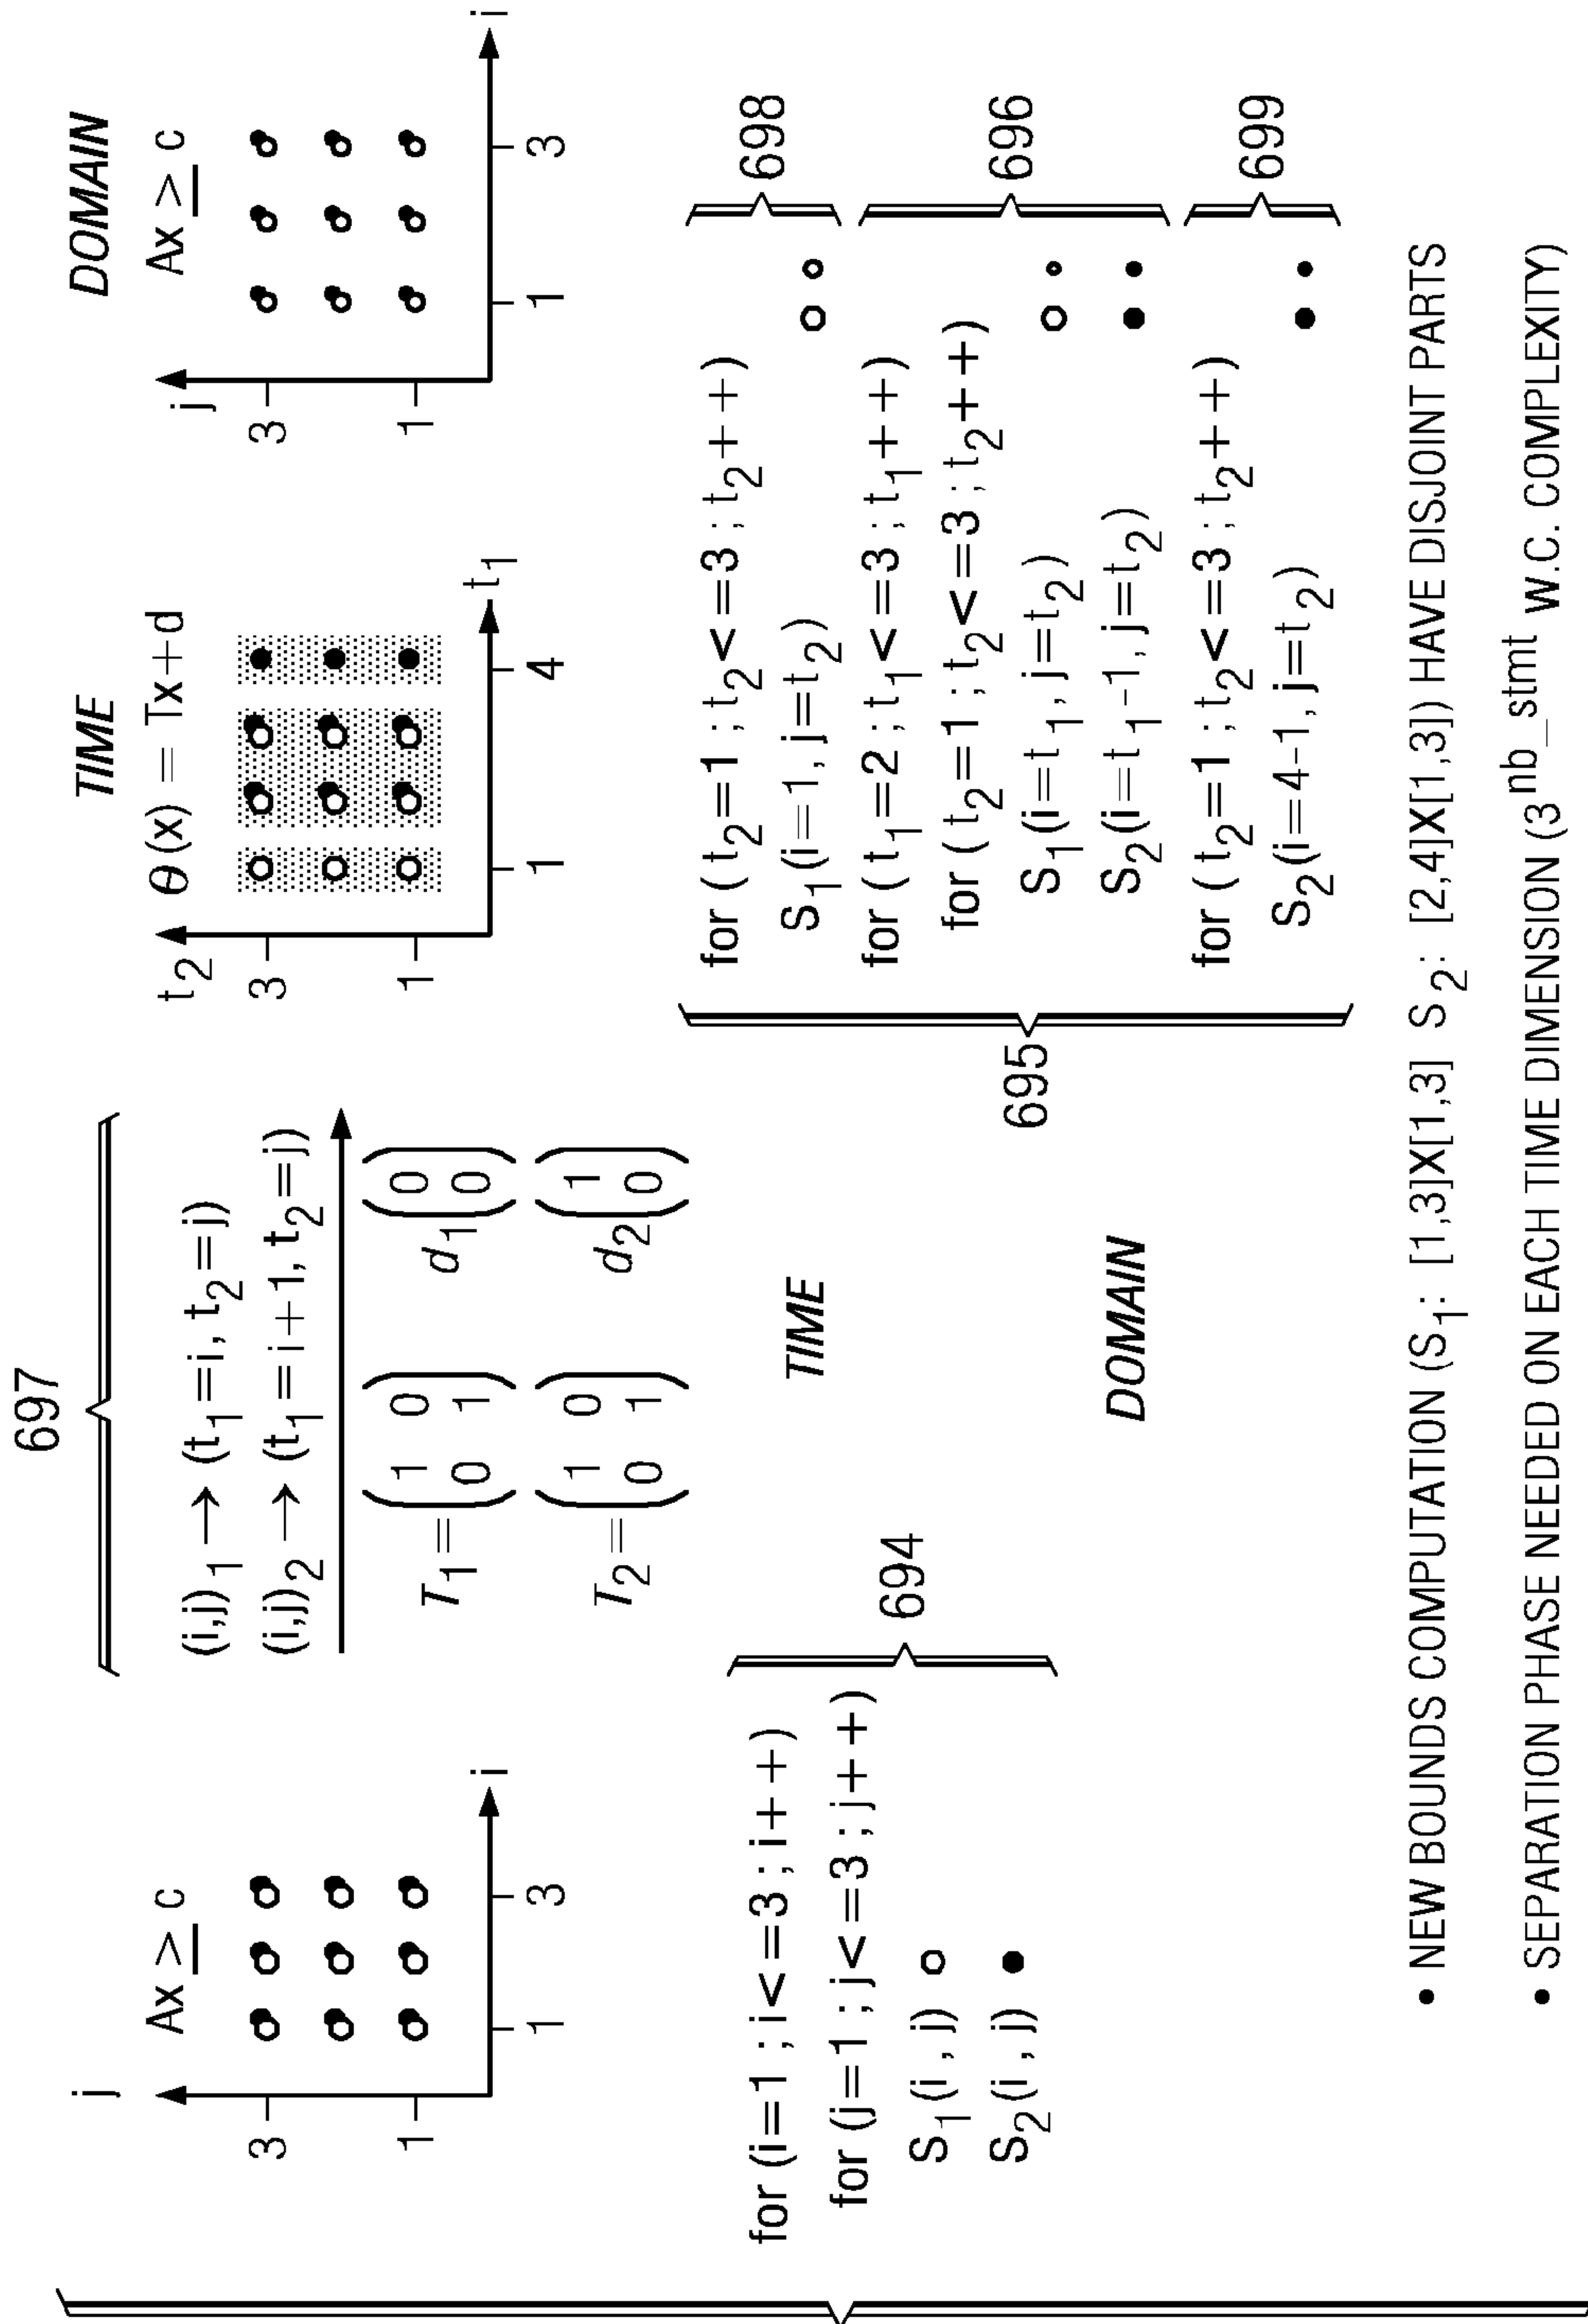 697
j
Ax ≥ c
3
1
1
3
i
(i,j)₁ → (t₁=i, t₂=j)
(i,j)₂ → (t₁=i+1, t₂=j)
T₁= (1 0
0 1) d₁ (0
0)
T₂= (1 0
0 1) d₂ (1
0)
TIME
θ(x) = Tx+d
t₂
3
1
1
4
t₁
DOMAIN
Ax ≥ c
j
3
1
1
3
i
for (i=1 ; i<=3 ; i++)
for (j=1 ; j<=3 ; j++)
S₁(i , j)
S₂(i , j)
694
TIME
DOMAIN
695
for ( t₂=1 ; t₂<=3 ; t₂++)
S₁(i=1, j=t₂)
698
for ( t₁=2 ; t₁<=3 ; t₁++)
for ( t₂=1 ; t₂<=3 ; t₂++)
S₁(i=t₁, j=t₂)
S₂(i=t₁-1, j=t₂)
696
for ( t₂=1 ; t₂<=3 ; t₂++)
S₂(i=4-1, j=t₂)
699
• NEW BOUNDS COMPUTATION (S₁: [1,3]X[1,3] S₂: [2,4]X[1,3]) HAVE DISJOINT PARTS
• SEPARATION PHASE NEEDED ON EACH TIME DIMENSION (3^nb_stmt W.C. COMPLEXITY)